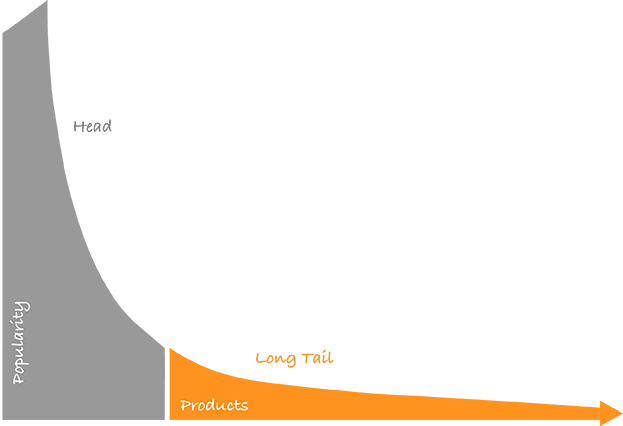 Head
Popularity
Long Tail
Products